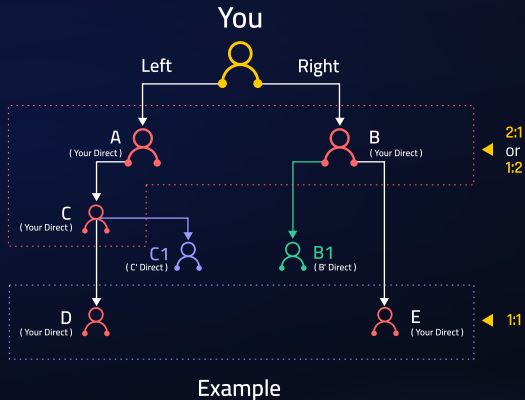 You
Left
Right
A
( Your Direct )
B
( Your Direct )
2:1
or
1:2
C
( Your Direct )
C1
( C' Direct )
B1
( B' Direct )
D
( Your Direct )
E
( Your Direct )
1:1
Example